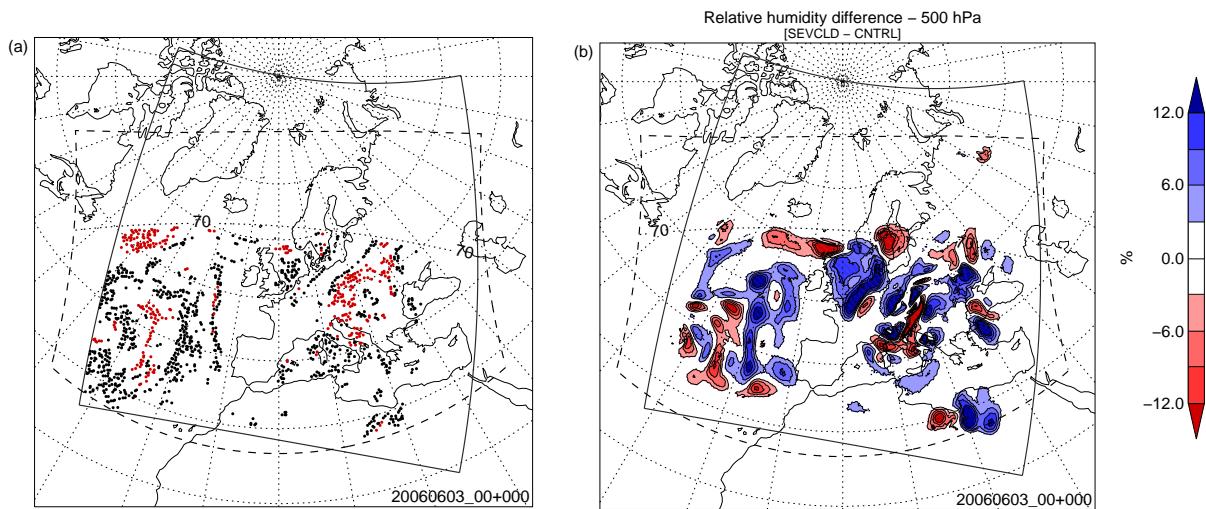 (a)
70
70
20060603_00+000
Relative humidity difference – 500 hPa
[SEVCLD – CNTRL]
(b)
70
20060603_00+000
%
12.0
6.0
0.0
−6.0
−12.0